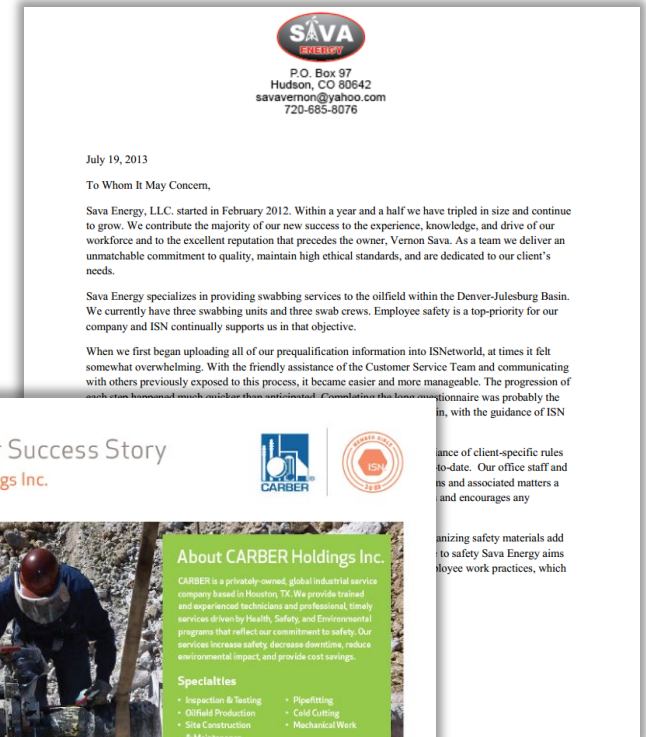 SAVA
ENERGY
P.O. Box 97
Hudson, CO 80642
savavernon@yahoo.com
720-685-8076
July 19, 2013
To Whom It May Concern,
Sava Energy, LLC. started in February 2012. Within a year and a half we have tripled in size and continue
to grow. We contribute the majority of our new success to the experience, knowledge, and drive of our
workforce and to the excellent reputation that precedes the owner, Vernon Sava. As a team we deliver an
unmatchable commitment to quality, maintain high ethical standards, and are dedicated to our client's
needs.
Sava Energy specializes in providing swabbing services to the oilfield within the Denver-Julesburg Basin.
We currently have three swabbing units and three swab crews. Employee safety is a top-priority for our
company and ISN continually supports us in that objective.
When we first began uploading all of our prequalification information into ISNetworld, at times it felt
somewhat overwhelming. With the friendly assistance of the Customer Service Team and communicating
with others previously exposed to this process, it became easier and more manageable. The progression of
each step happened much quicker than anticipated. Completing the long questionnaire was probably the
in, with the guidance of ISN
ance of client-specific rules
-to-date. Our office staff and
ns and associated matters a
and encourages any
anizing safety materials add
to safety Sava Energy aims
ployee work practices, which
Success Story
gs Inc.
CARBER
MEMBER SINCE
ISN
About CARBER Holdings Inc.
CARBER is a privately-owned, global industrial service
company based in Houston, TX. We provide trained
and experienced technicians and professional, timely
services driven by Health, Safety, and Environmental
programs that reflect our commitment to safety. Our
services increase safety, decrease downtime, reduce
environmental impact, and provide cost savings.
Specialties
• Inspection & Testing
• Oilfield Production
• Site Construction
& Maintenance
• Pipefitting
• Cold Cutting
• Mechanical Work